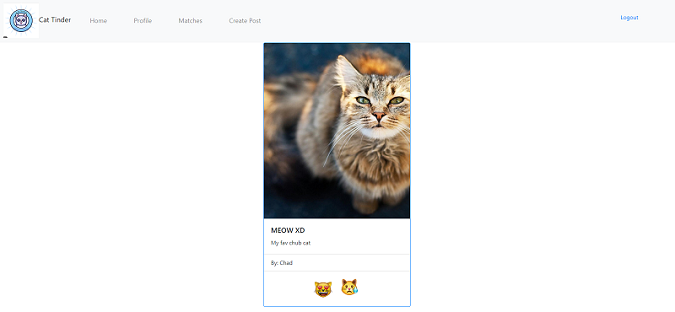 Cat Tinder
Home
Profile
Matches
Create Post
Logout
MEOW XD
My fav chub cat
By: Chad